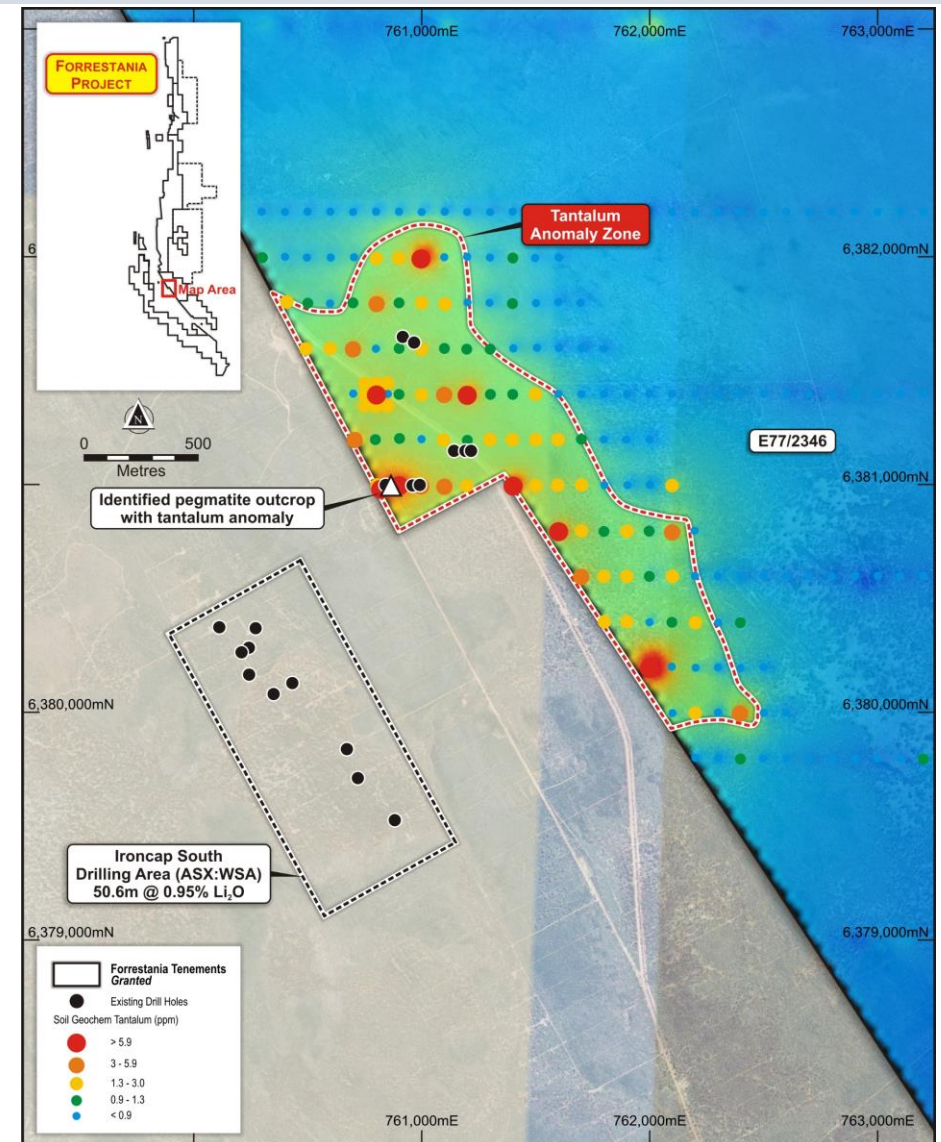 761,000mE
762,000mE
763,000mE
FORRESTANIA
PROJECT
Map Area
N
0 500
Metres
Tantalum
Anomaly Zone
6
6,382,000mN
E77/2346
6,381,000mN
Identified pegmatite outcrop
with tantalum anomaly
6,380,000mN
6,380,000mN
Ironcap South
Drilling Area (ASX:WSA)
50.6m @ 0.95% Li₂O
6,379,000mN
6,379,000mN
Forrestania Tenements
Granted
Existing Drill Holes
Soil Geochem Tantalum (ppm)
> 5.9
3 - 5.9
1.3 - 3.0
0.9 - 1.3
< 0.9
761,000mE
762,000mE
763,000mE